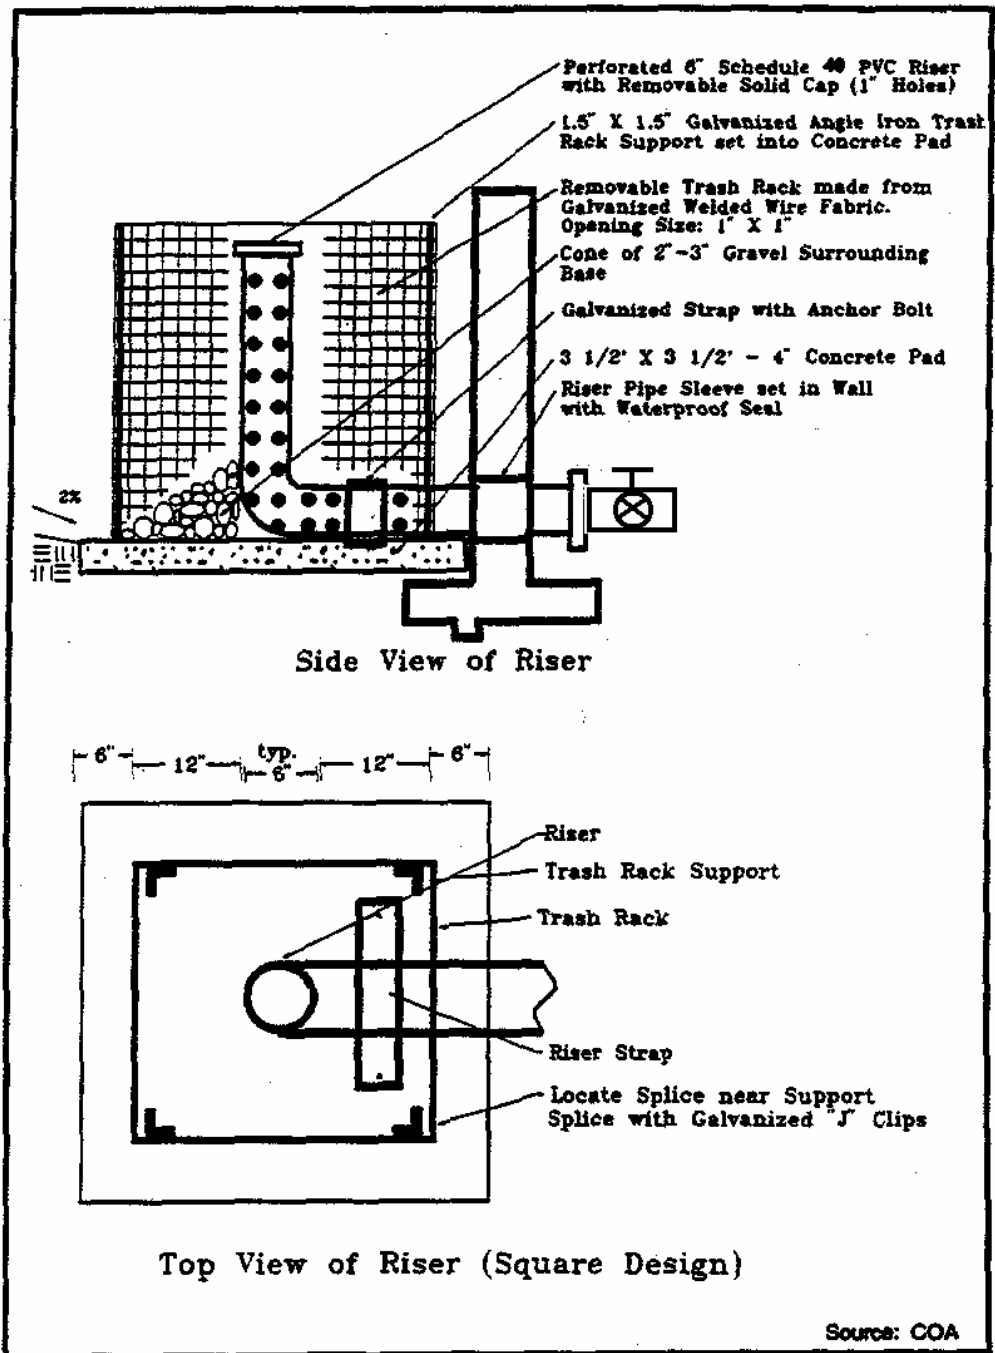 Perforated 6" Schedule 40 PVC Riser
with Removable Solid Cap (1" Holes)
1.5" X 1.5" Galvanized Angle Iron Trash
Rack Support set into Concrete Pad
Removable Trash Rack made from
Galvanized Welded Wire Fabric.
Opening Size: 1" X 1"
Cone of 2"-3" Gravel Surrounding
Base
Galvanized Strap with Anchor Bolt
3 1/2' X 3 1/2' - 4" Concrete Pad
Riser Pipe Sleeve set in Wall
with Waterproof Seal
2%
Side View of Riser
6"
12"
typ.
6"
12"
6"
Riser
Trash Rack Support
Trash Rack
Riser Strap
Locate Splice near Support
Splice with Galvanized "J" Clips
Top View of Riser (Square Design)
Source: COA